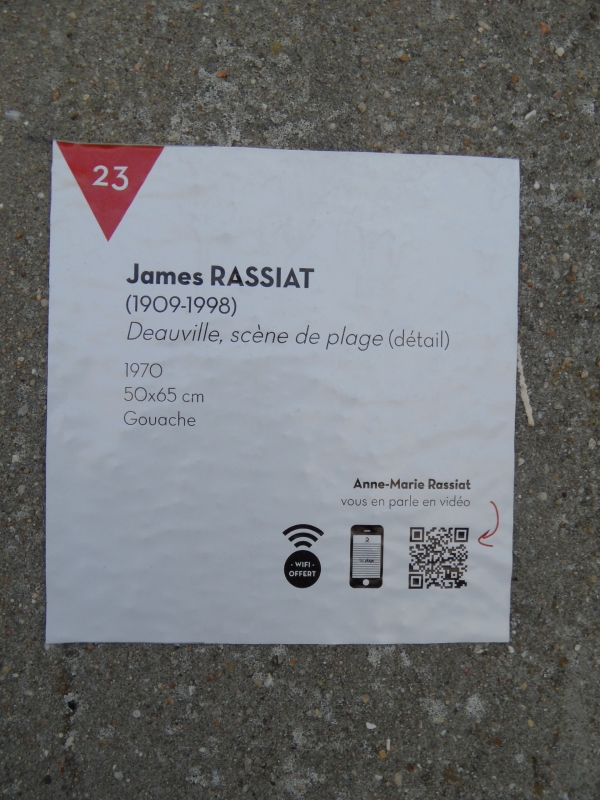 23
James RASSIAT
(1909-1998)
Deauville, scène de plage (détail)
1970
50x65 cm
Gouache
Anne-Marie Rassiat
vous en parle en vidéo
• WIFI •
OFFERT